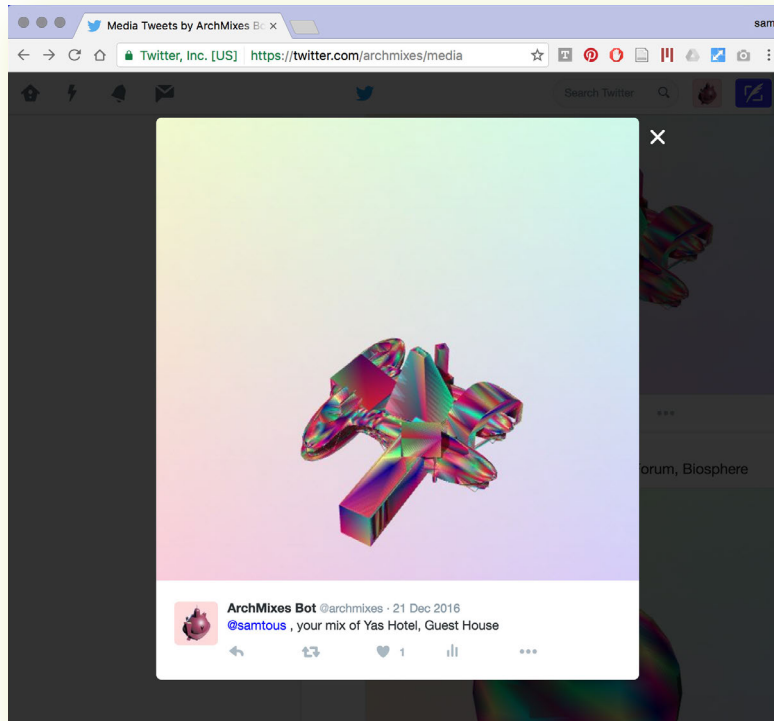 Media Tweets by ArchMixes Bo
sam
Twitter, Inc. [US] https://twitter.com/archmixes/media
Search Twitter
orum, Biosphere
ArchMixes Bot @archmixes · 21 Dec 2016
@samtous , your mix of Yas Hotel, Guest House
1